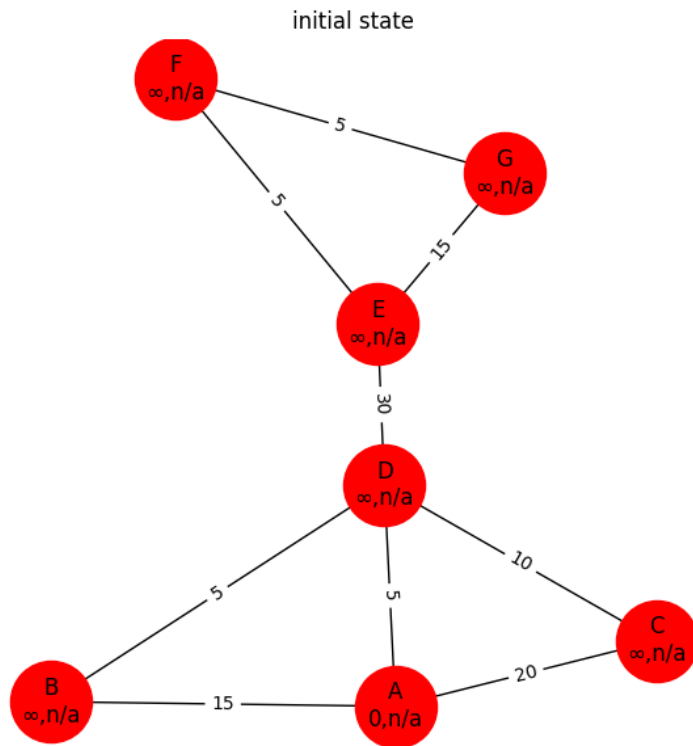 initial state
F
∞,n/a
5
G
∞,n/a
5
15
E
∞,n/a
30
D
∞,n/a
10
5
5
C
∞,n/a
20
B
∞,n/a
15
A
0,n/a